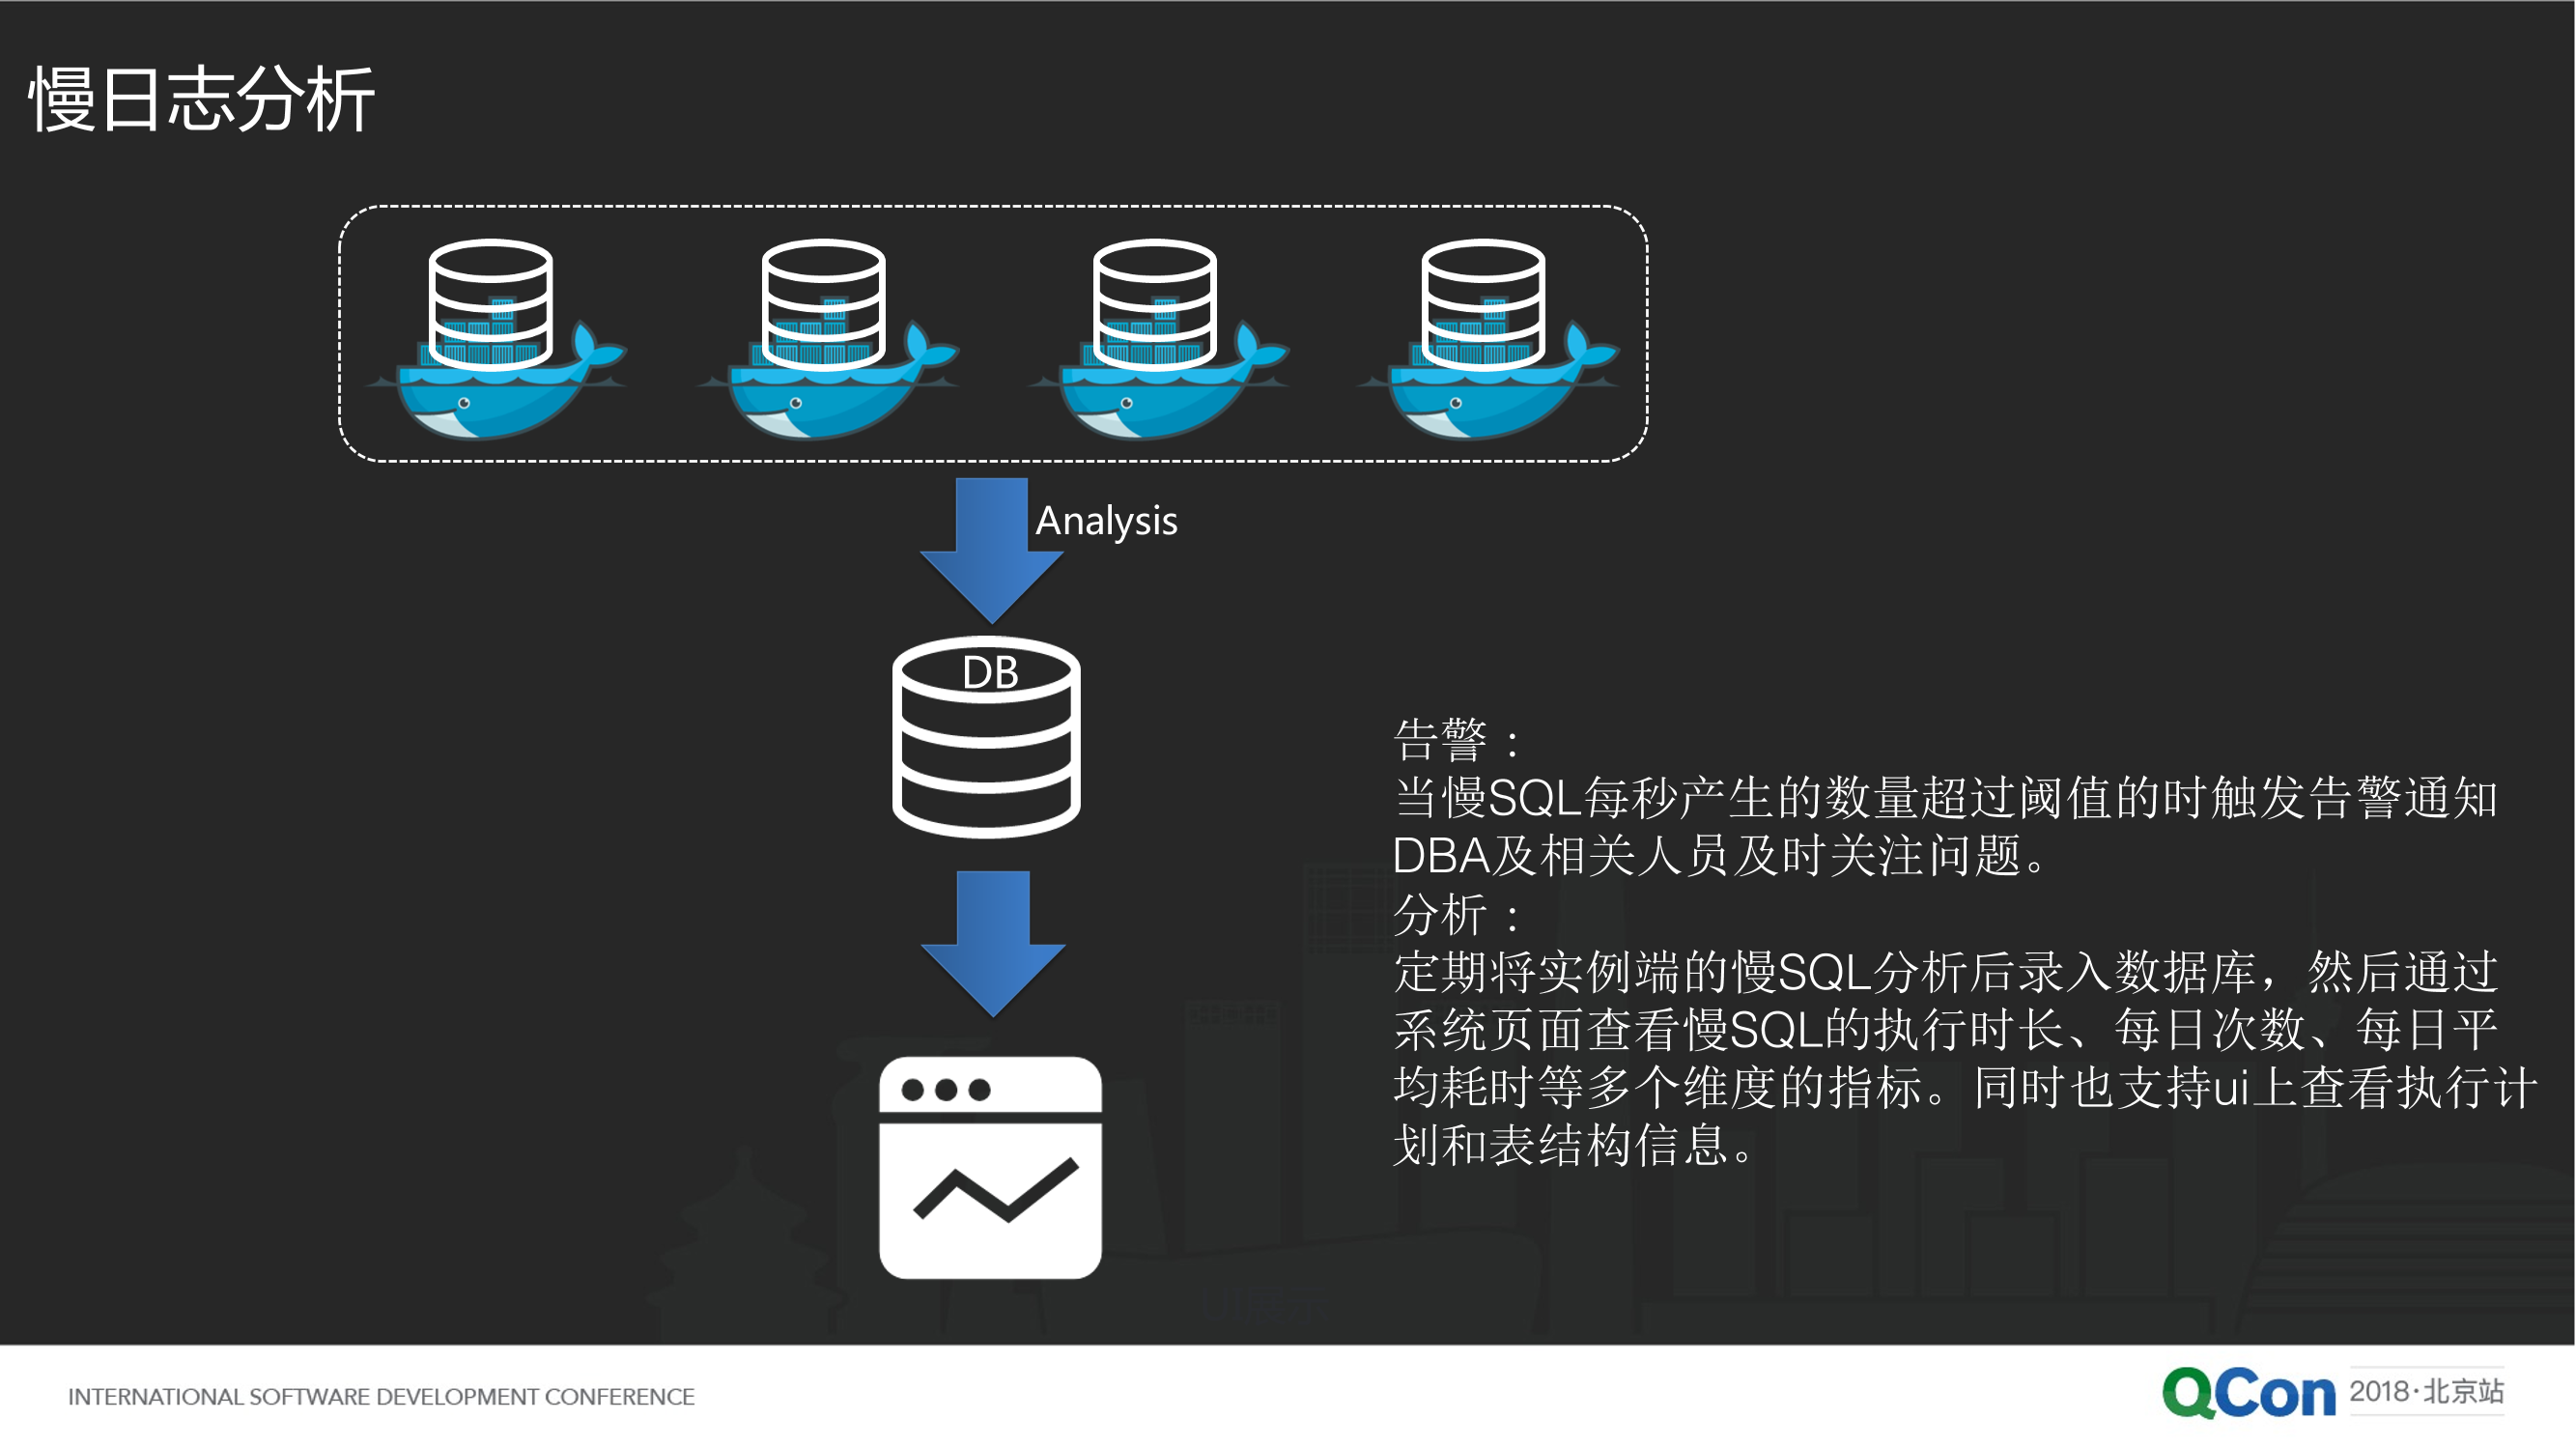 慢日志分析
Analysis
DB
告警：
当慢SQL每秒产生的数量超过阈值的时触发告警通知
DBA及相关人员及时关注问题。
分析：
定期将实例端的慢SQL分析后录入数据库，然后通过
系统页面查看慢SQL的执行时长、每日次数、每日平
均耗时等多个维度的指标。同时也支持ui上查看执行计
划和表结构信息。
INTERNATIONAL SOFTWARE DEVELOPMENT CONFERENCE
QCon 2018·北京站